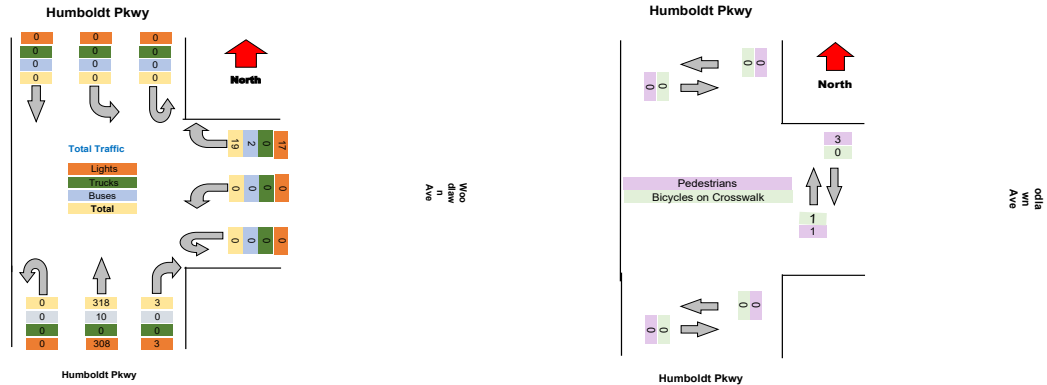 Humboldt Pkwy
0 0 0
0 0 0
0 0 0
0 0 0
North
Total Traffic
Lights
Trucks
Buses
Total
19 2 0 17
0 0 0 0
0 0 0 0
Woo
dlaw
n
Ave
0 318 3
0 10 0
0 0 0
0 308 3
Humboldt Pkwy
Humboldt Pkwy
0 0
0 0
North
3
0
Pedestrians
Bicycles on Crosswalk
1
1
odla
wn
Ave
0 0
0 0
Humboldt Pkwy